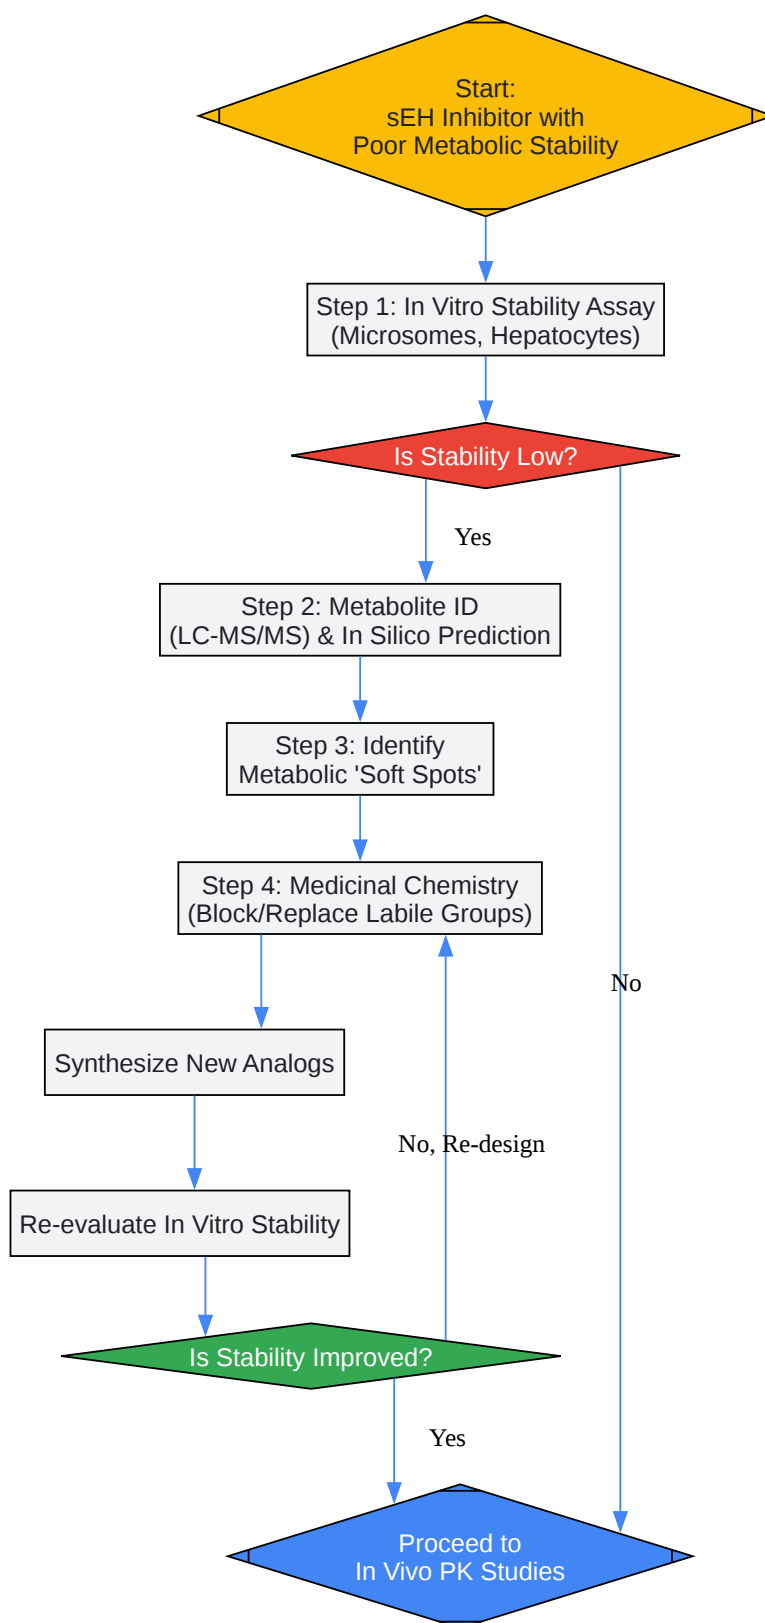 Start:
sEH Inhibitor with
Poor Metabolic Stability
Step 1: In Vitro Stability Assay
(Microsomes, Hepatocytes)
Is Stability Low?
Yes
Step 2: Metabolite ID
(LC-MS/MS) & In Silico Prediction
Step 3: Identify
Metabolic 'Soft Spots'
Step 4: Medicinal Chemistry
(Block/Replace Labile Groups)
No
Synthesize New Analogs
No, Re-design
Re-evaluate In Vitro Stability
Is Stability Improved?
Yes
Proceed to
In Vivo PK Studies